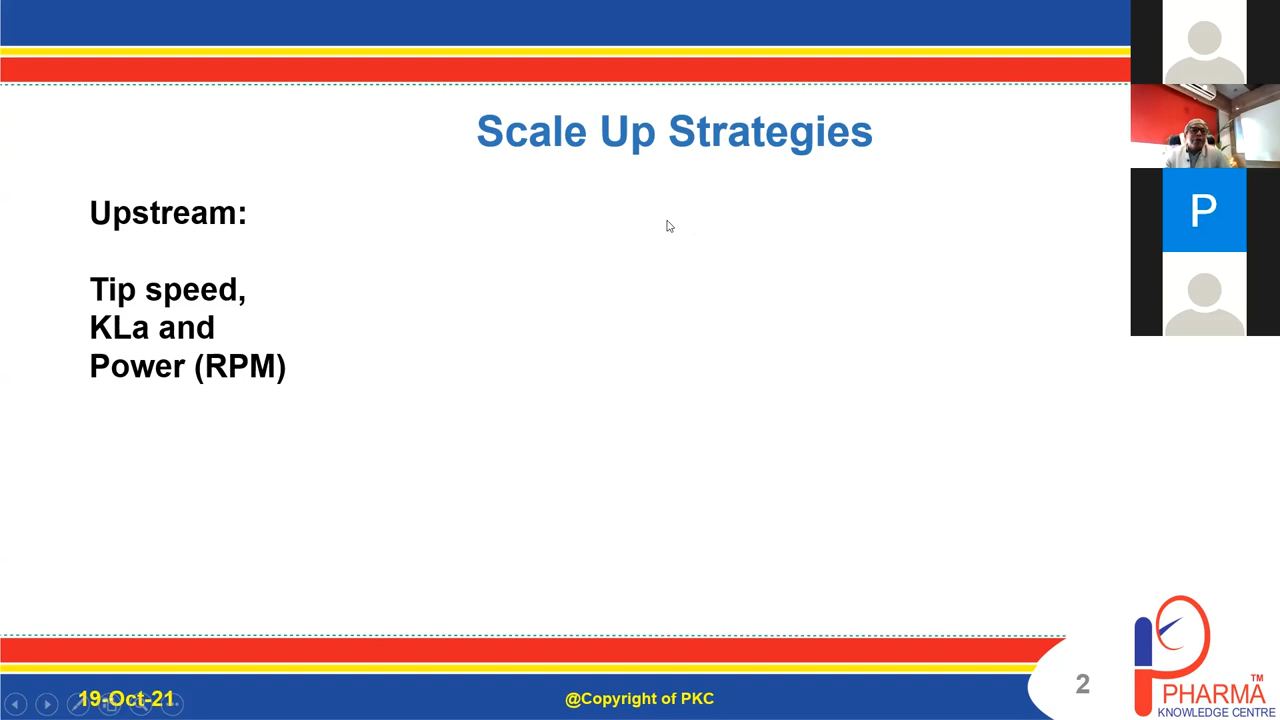 Scale Up Strategies
Upstream:
Tip speed,
KLa and
Power (RPM)
P
19-Oct-21
@Copyright of PKC
2
PHARMA TM
KNOWLEDGE CENTRE